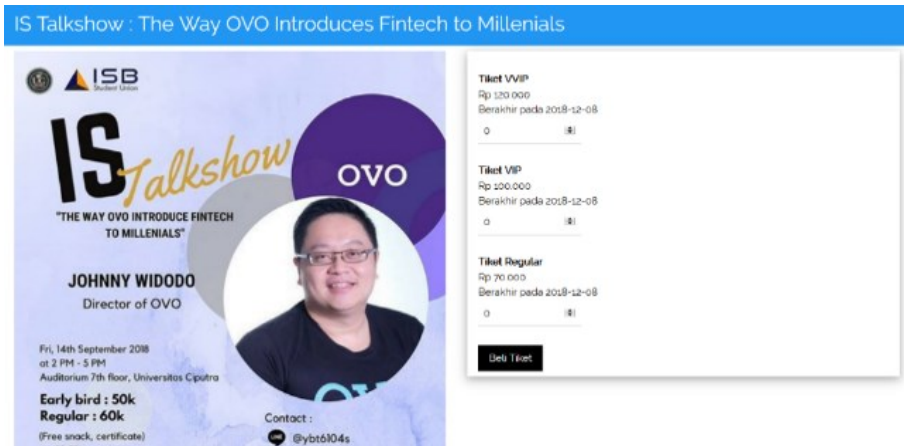 IS Talkshow : The Way OVO Introduces Fintech to Millenials
ISB
Student Union
IS
Talkshow
OVO
"THE WAY OVO INTRODUCE FINTECH
TO MILLENIALS"
JOHNNY WIDODO
Director of OVO
Fri, 14th September 2018
at 2 PM - 5 PM
Auditorium 7th floor, Universitas Ciputra
Early bird : 50k
Regular : 60k
(Free snack, certificate)
Contact :
LINE
@ybt6104s
Tiket VVIP
Rp 120.000
Berakhir pada 2018-12-08
0
Tiket VIP
Rp 100.000
Berakhir pada 2018-12-08
0
Tiket Regular
Rp 70.000
Berakhir pada 2018-12-08
0
Beli Tiket